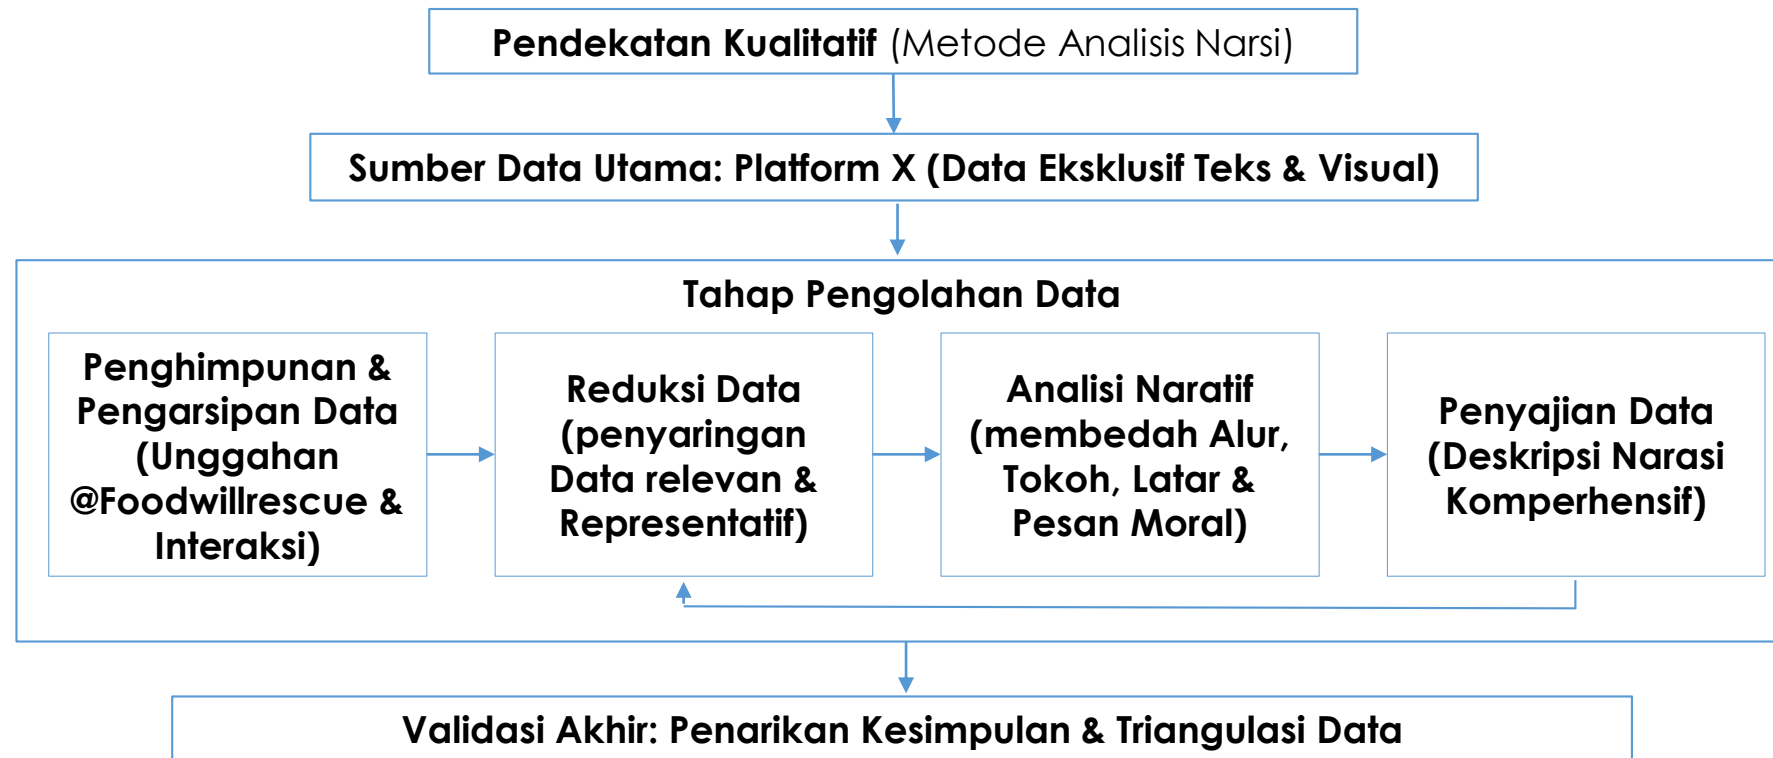 Pendekatan Kualitatif (Metode Analisis Narsi)
Sumber Data Utama: Platform X (Data Eksklusif Teks & Visual)
Tahap Pengolahan Data
Penghimpunan &
Pengarsipan Data
(Unggahan
@Foodwillrescue &
Interaksi)
Reduksi Data
(penyaringan
Data relevan &
Representatif)
Analisi Naratif
(membedah Alur,
Tokoh, Latar &
Pesan Moral)
Penyajian Data
(Deskripsi Narasi
Komperhensif)
Validasi Akhir: Penarikan Kesimpulan & Triangulasi Data